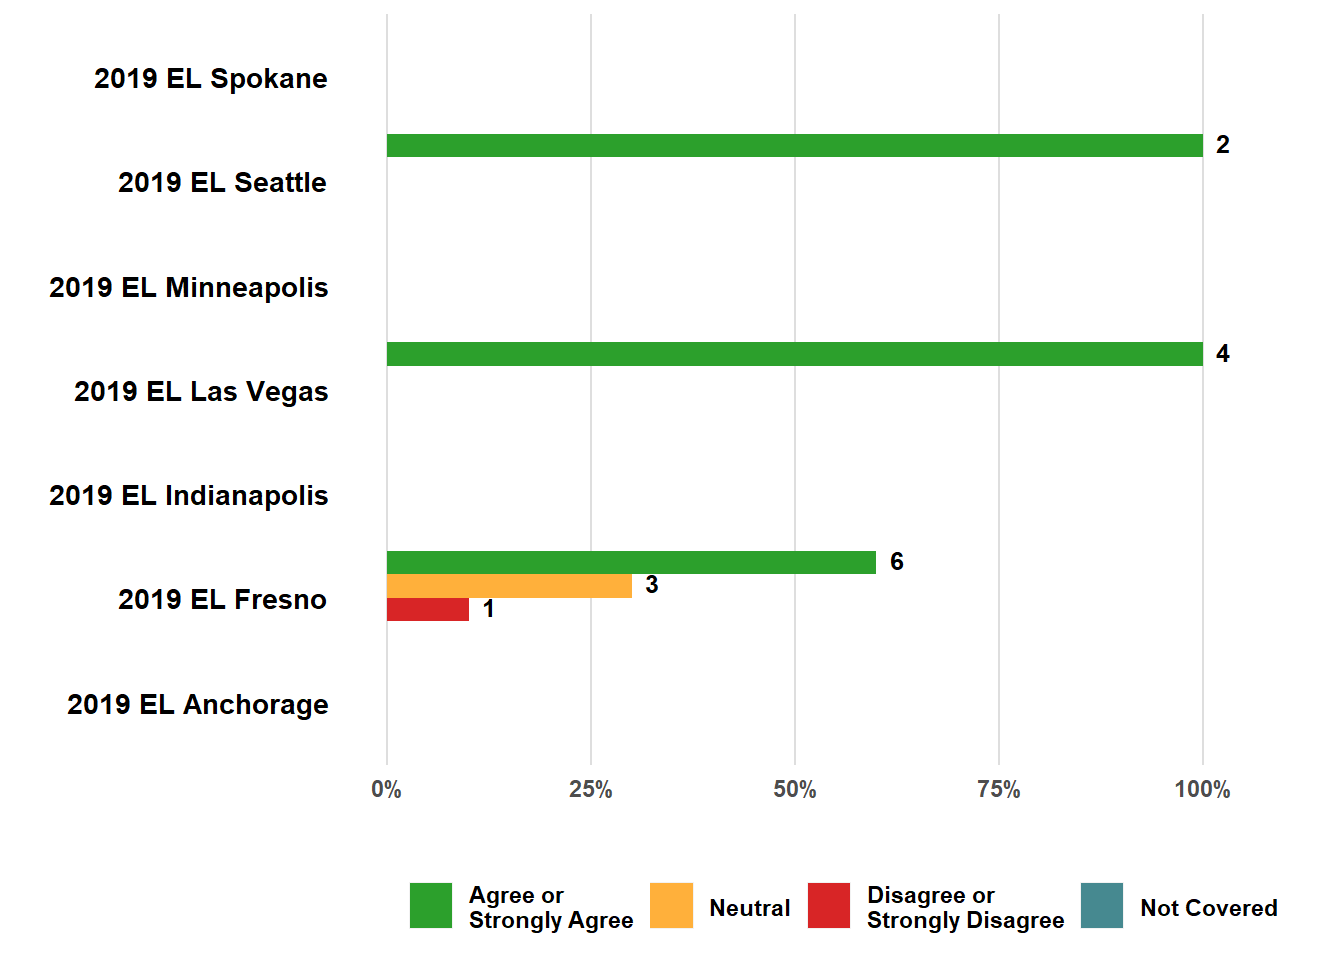 2019 EL Spokane
2
2019 EL Seattle
2019 EL Minneapolis
4
2019 EL Las Vegas
2019 EL Indianapolis
6
3
2019 EL Fresno
1
2019 EL Anchorage
0%
25%
50%
75%
100%
Agree or
Strongly Agree
Neutral
Disagree or
Strongly Disagree
Not Covered